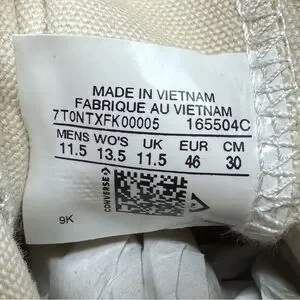 MADE IN VIETNAM
FABRIQUE AU VIETNAM
7T0NTXFK00005 165504C
MENS WO'S UK EUR CM
11.5 13.5 11.5 46 30
CONVERSE
9K